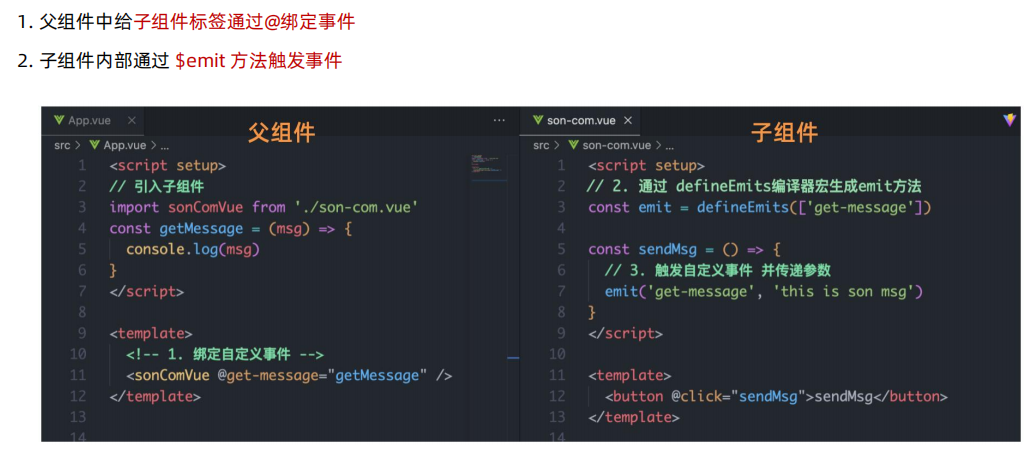 1. 父组件中给子组件标签通过@绑定事件
2. 子组件内部通过 $emit 方法触发事件
App.vue ×
父组件
src > App.vue > ...
1 <script setup>
2 // 引入子组件
3 import sonComVue from './son-com.vue'
4 const getMessage = (msg) => {
5 console.log(msg)
6 }
7 </script>
8
9 <template>
10 <!-- 1. 绑定自定义事件 -->
11 <sonComVue @get-message="getMessage" />
12 </template>
13
14
son-com.vue ×
子组件
src > son-com.vue > ...
1 <script setup>
2 // 2. 通过 defineEmits编译器宏生成emit方法
3 const emit = defineEmits(['get-message'])
4
5 const sendMsg = () => {
6 // 3. 触发自定义事件 并传递参数
7 emit('get-message', 'this is son msg')
8 }
9 </script>
10
11 <template>
12 <button @click="sendMsg">sendMsg</button>
13 </template>
14